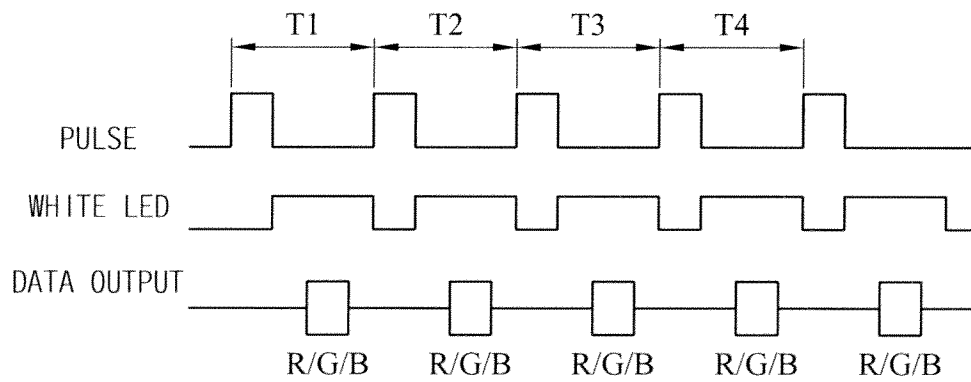 T1 T2 T3 T4
PULSE
WHITE LED
DATA OUTPUT
R/G/B R/G/B R/G/B R/G/B R/G/B